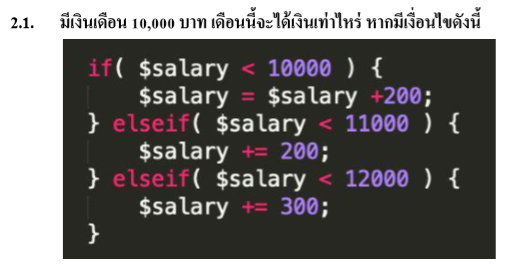 2.1. มีเงินเดือน 10,000 บาท เดือนนี้จะได้เงินเท่าไหร่ หากมีเงื่อนไขดังนี้
if( $salary < 10000 ) {
$salary = $salary +200;
} elseif( $salary < 11000 ) {
$salary += 200;
} elseif( $salary < 12000 ) {
$salary += 300;
}